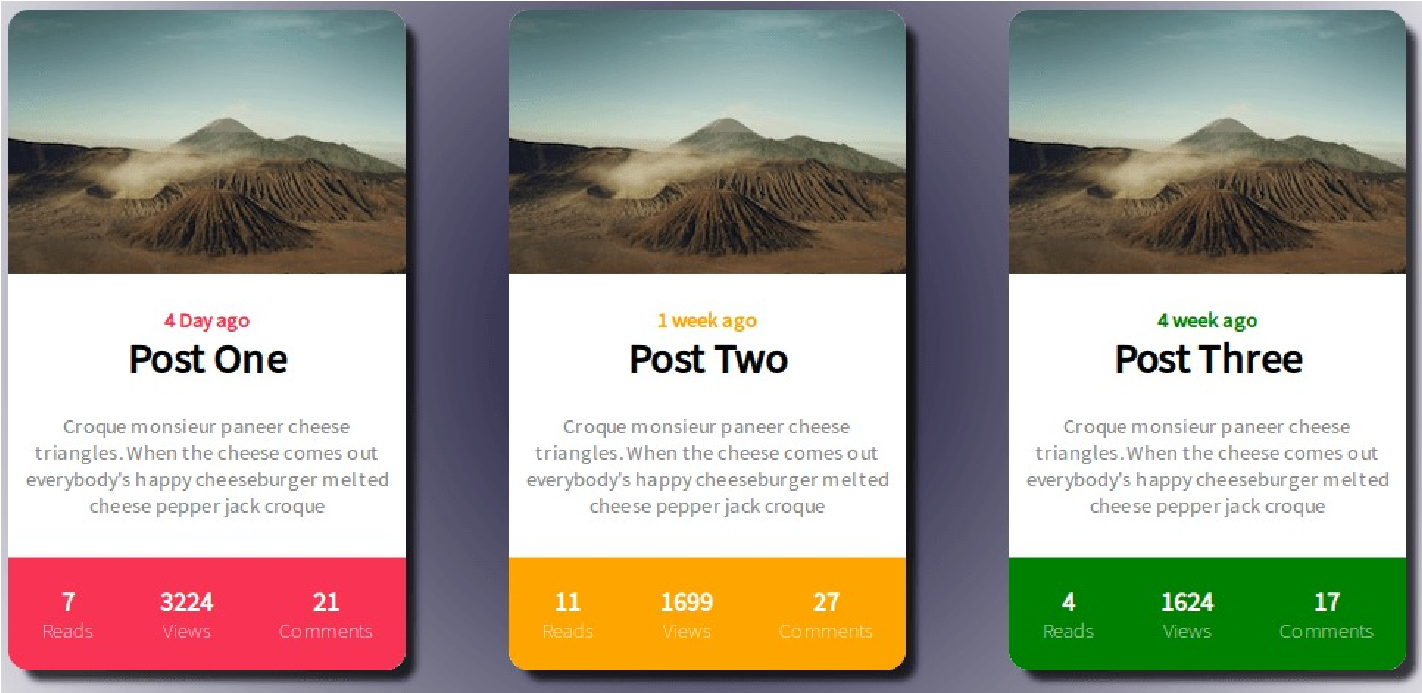 4 Day ago
Post One
Croque monsieur paneer cheese
triangles. When the cheese comes out
everybody's happy cheeseburger melted
cheese pepper jack croque
7 3224 21
Reads Views Comments
1 week ago
Post Two
Croque monsieur paneer cheese
triangles. When the cheese comes out
everybody's happy cheeseburger melted
cheese pepper jack croque
11 1699 27
Reads Views Comments
4 week ago
Post Three
Croque monsieur paneer cheese
triangles. When the cheese comes out
everybody's happy cheeseburger melted
cheese pepper jack croque
4 1624 17
Reads Views Comments